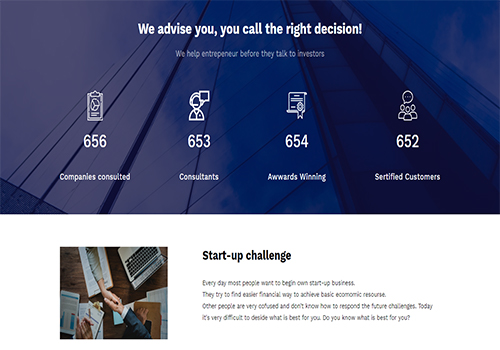 We advise you, you call the right decision!
We help entrepeneur before they talk to investors
656 653 654 652
Companies consulted Consultants Awwards Winning Sertified Customers
Start-up challenge
Every day most people want to begin own start-up business.
They try to find easier financial way to achieve basic ecomomic resourse.
Other people are very cofused and don't know how to respond the future challenges. Today
it's very difficult to deside what is best for you. Do you know what is best for you?